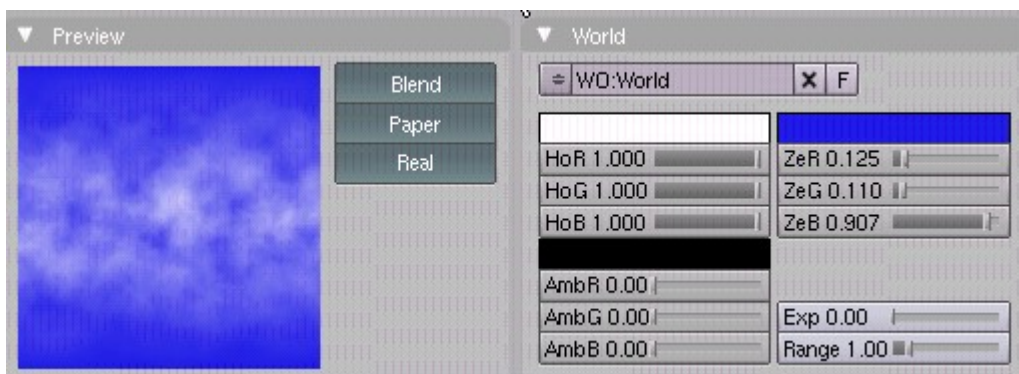 Preview
Blend
Paper
Real
World
WO:World X F
HoR 1.000
HoG 1.000
HoB 1.000
ZeR 0.125
ZeG 0.110
ZeB 0.907
AmbR 0.00
AmbG 0.00
AmbB 0.00
Exp 0.00
Range 1.00